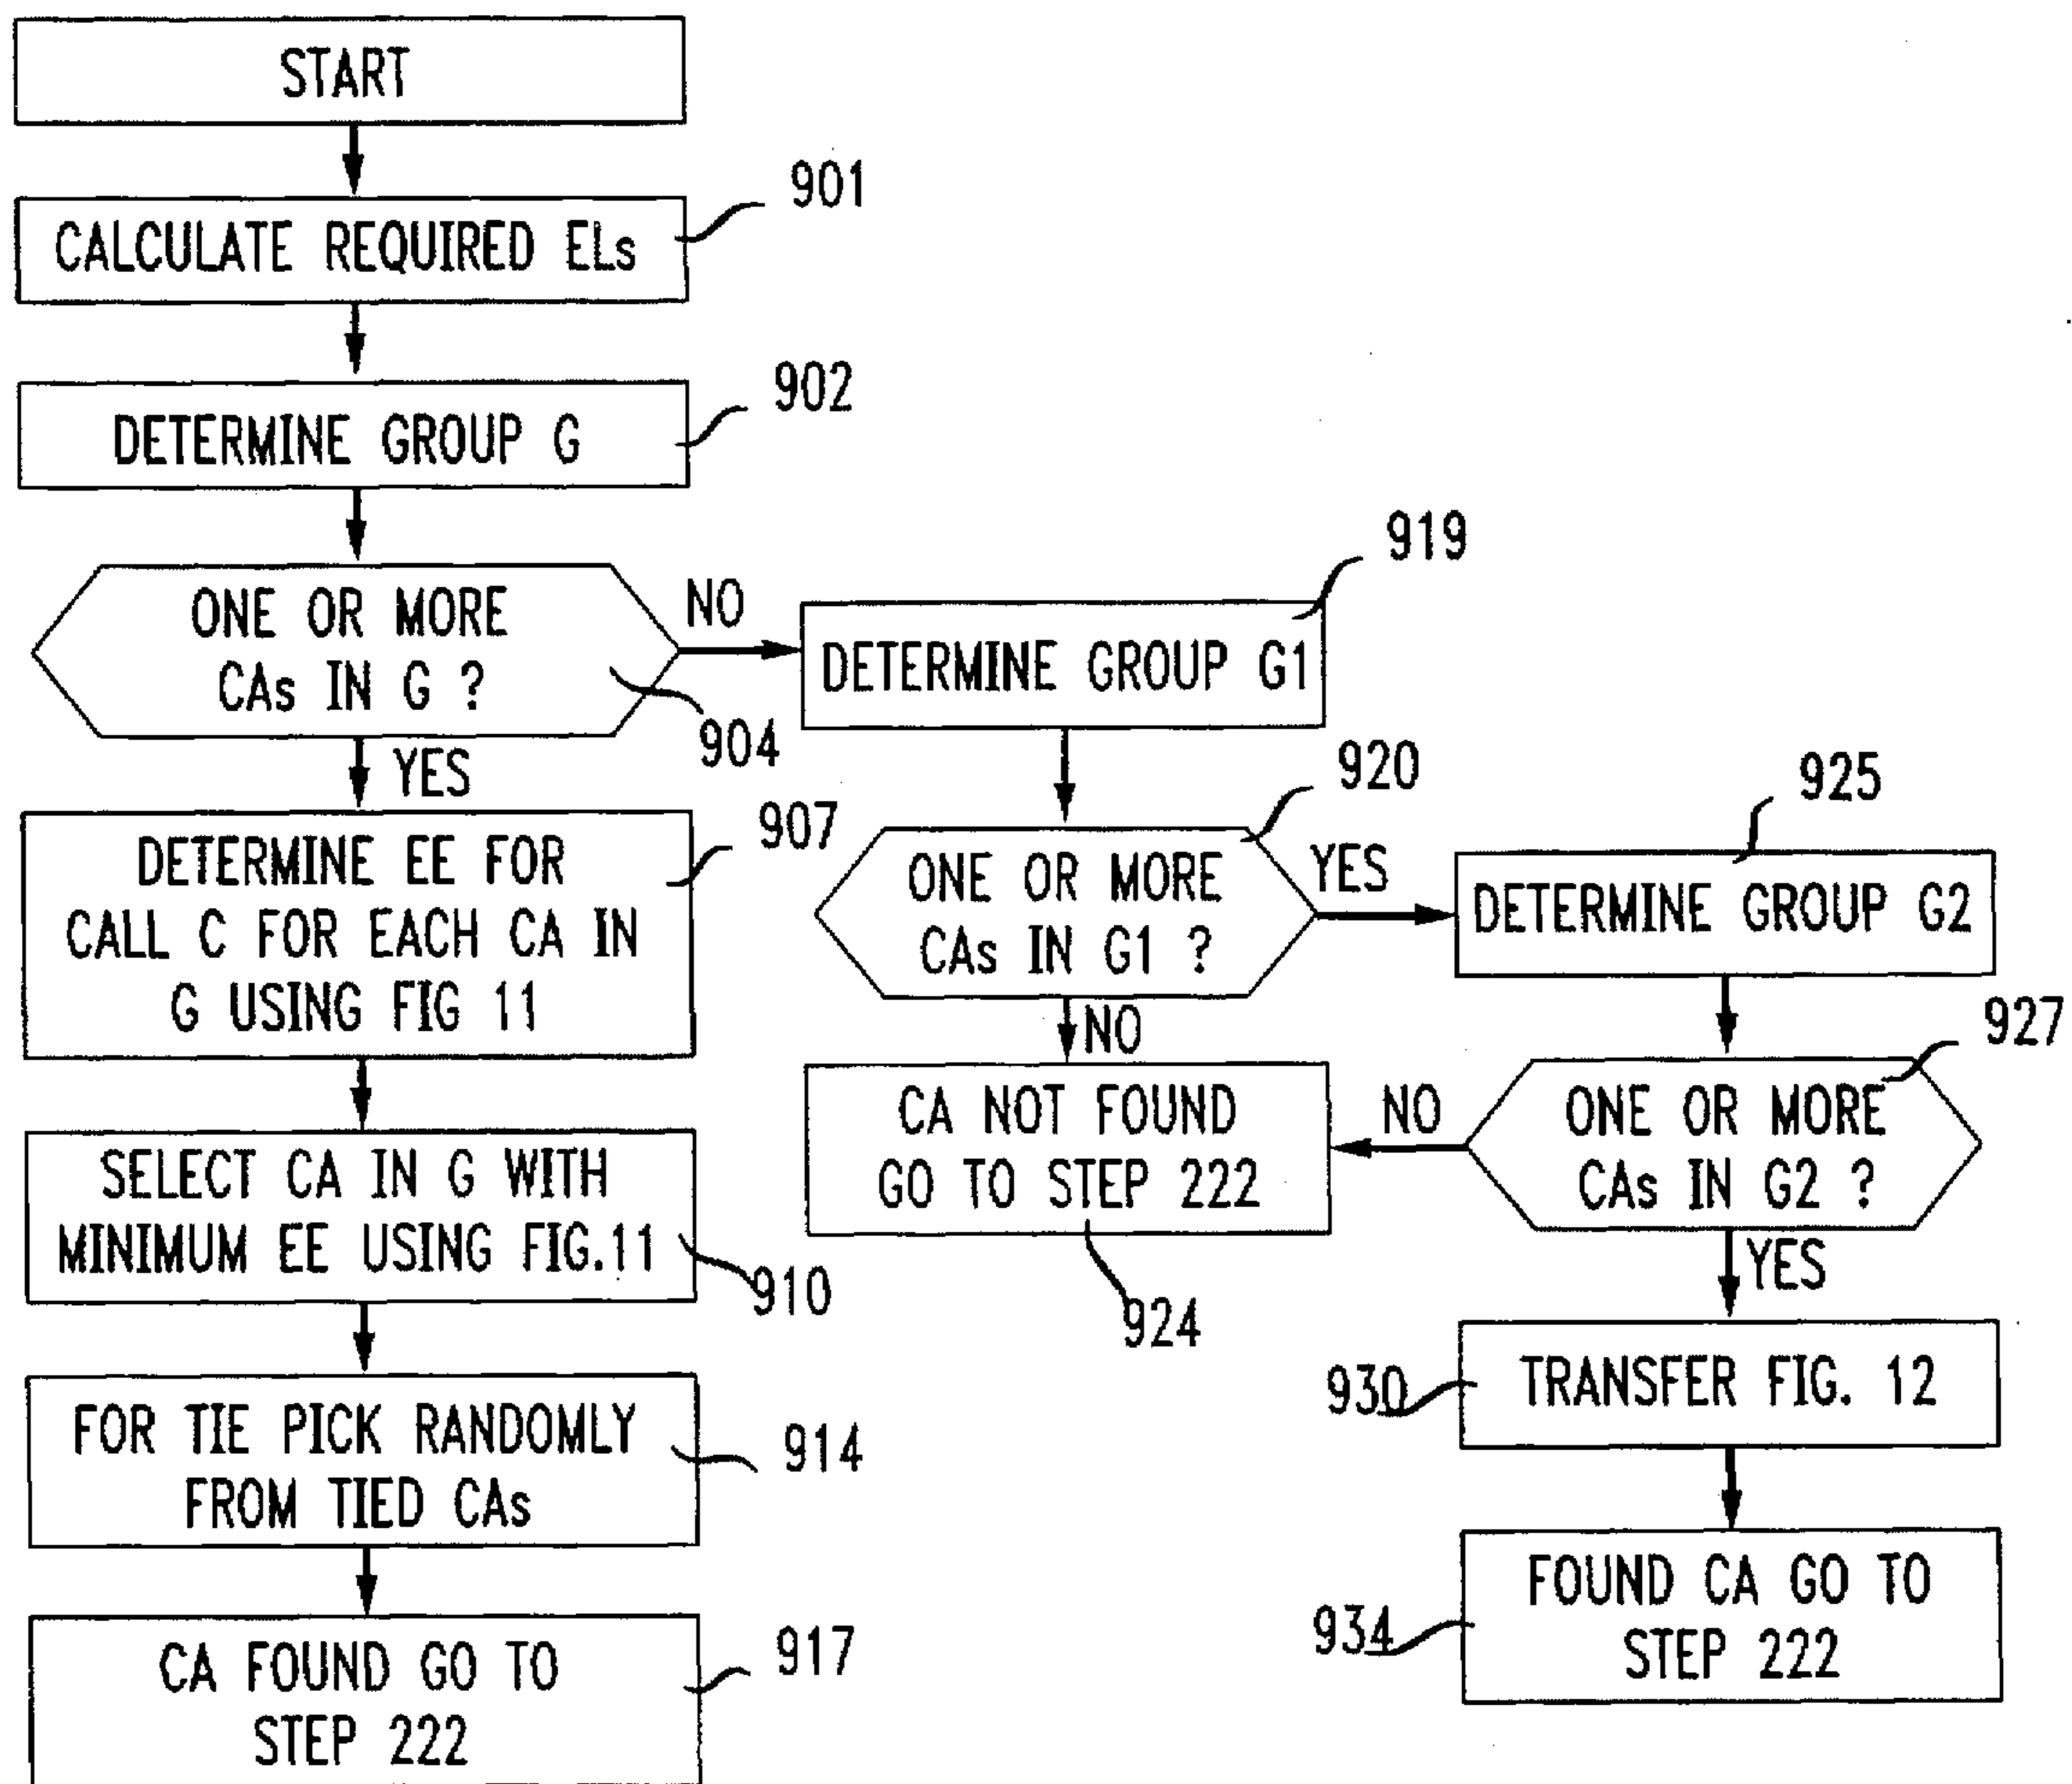 START
901
CALCULATE REQUIRED ELs
902
DETERMINE GROUP G
ONE OR MORE
CAs IN G ?
904
NO
YES
919
DETERMINE GROUP G1
907
DETERMINE EE FOR
CALL C FOR EACH CA IN
G USING FIG 11
920
ONE OR MORE
CAs IN G1 ?
YES
NO
925
DETERMINE GROUP G2
927
ONE OR MORE
CAs IN G2 ?
NO
YES
CA NOT FOUND
GO TO STEP 222
924
SELECT CA IN G WITH
MINIMUM EE USING FIG.11
910
FOR TIE PICK RANDOMLY
FROM TIED CAs
914
930
TRANSFER FIG. 12
CA FOUND GO TO
STEP 222
917
934
FOUND CA GO TO
STEP 222